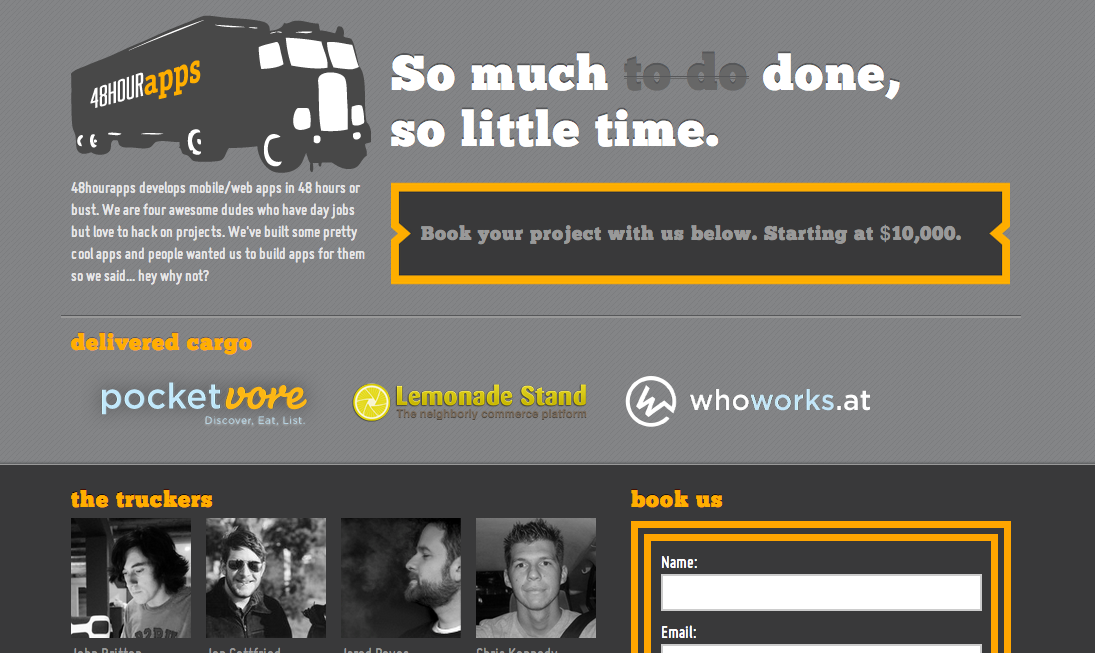 48HOURapps
So much to do done,
so little time.
48hourapps develops mobile/web apps in 48 hours or
bust. We are four awesome dudes who have day jobs
but love to hack on projects. We've built some pretty
cool apps and people wanted us to build apps for them
so we said... hey why not?
Book your project with us below. Starting at $10,000.
delivered cargo
pocketvore
Discover, Eat, List.
Lemonade Stand
The neighborly commerce platform
whoworks.at
the truckers
book us
Name:
Email: